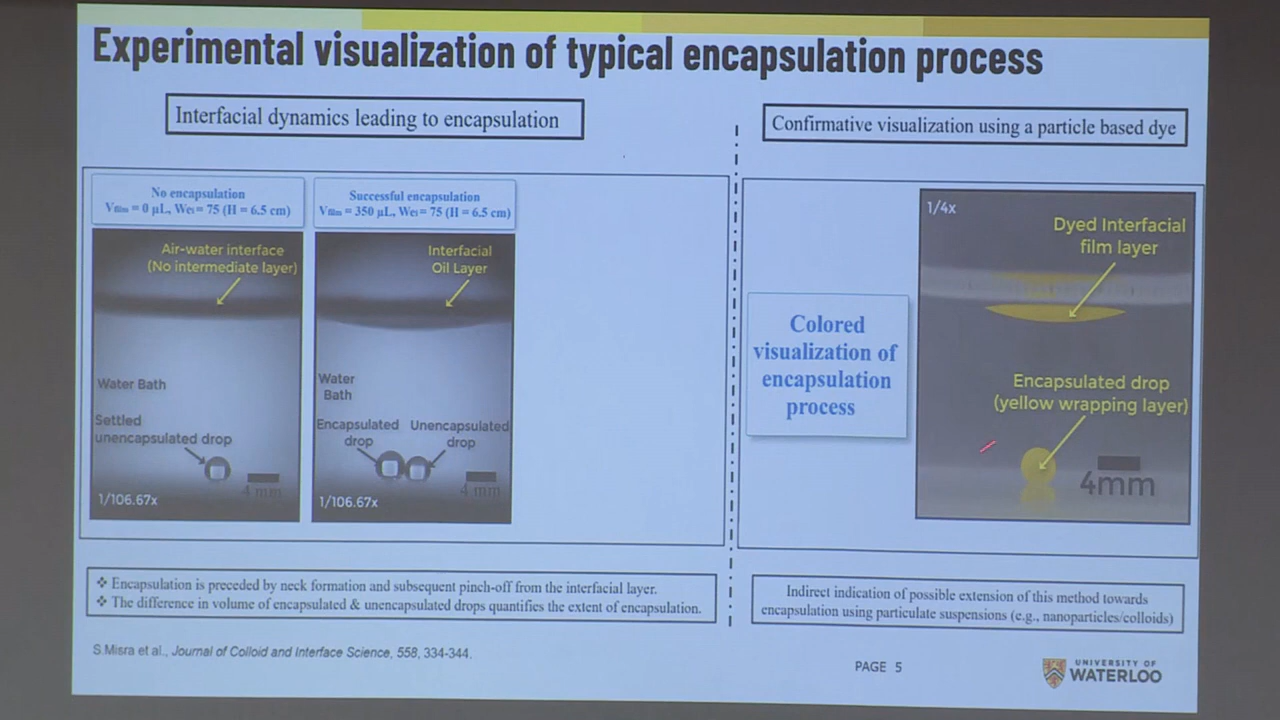 Experimental visualization of typical encapsulation process
Interfacial dynamics leading to encapsulation
Confirmative visualization using a particle based dye
No encapsulation
Vfilm = 0 µL, Wei = 75 (H = 6.5 cm)
Successful encapsulation
Vfilm = 350 µL, Wei = 75 (H = 6.5 cm)
Air-water interface
(No intermediate layer)
Water Bath
Settled
unencapsulated drop
4 mm
1/106.67x
Interfacial
Oil Layer
Water
Bath
Encapsulated
drop
Unencapsulated
drop
4 mm
1/106.67x
Colored
visualization of
encapsulation
process
1/4x
Dyed Interfacial
film layer
Encapsulated drop
(yellow wrapping layer)
4mm
❖ Encapsulation is preceded by neck formation and subsequent pinch-off from the interfacial layer.
❖ The difference in volume of encapsulated & unencapsulated drops quantifies the extent of encapsulation.
Indirect indication of possible extension of this method towards
encapsulation using particulate suspensions (e.g., nanoparticles/colloids)
S.Misra et al., Journal of Colloid and Interface Science, 558, 334-344.
PAGE 5
UNIVERSITY OF
WATERLOO